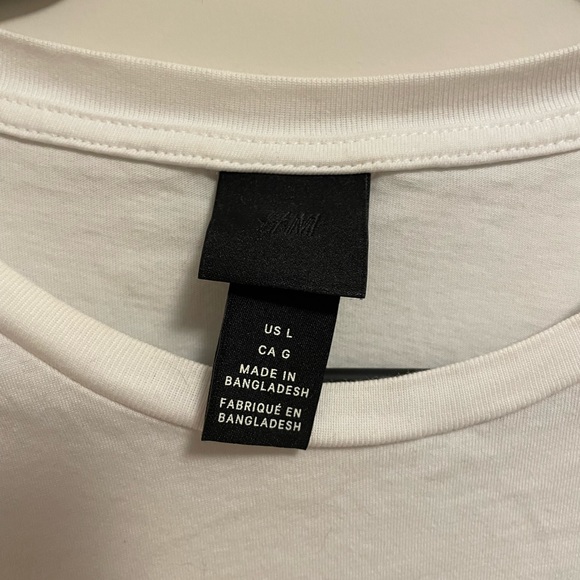 H&M
US L
CA G
MADE IN
BANGLADESH
FABRIQUÉ EN
BANGLADESH